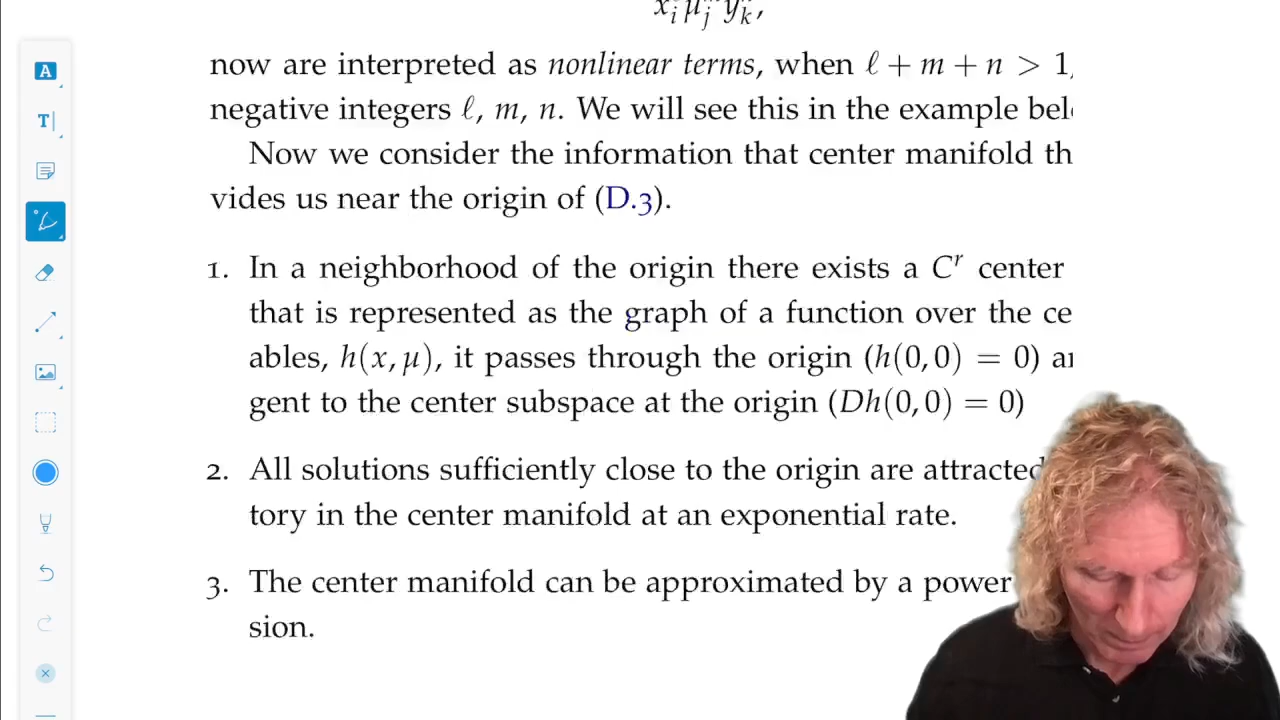 x_i^ℓ μ_j^m y_k^n,
now are interpreted as nonlinear terms, when ℓ + m + n > 1,
negative integers ℓ, m, n. We will see this in the example belo
Now we consider the information that center manifold th
vides us near the origin of (D.3).
1. In a neighborhood of the origin there exists a C^r center
that is represented as the graph of a function over the ce
ables, h(x, μ), it passes through the origin (h(0, 0) = 0) an
gent to the center subspace at the origin (Dh(0, 0) = 0)
2. All solutions sufficiently close to the origin are attracted
tory in the center manifold at an exponential rate.
3. The center manifold can be approximated by a power
sion.
A
T